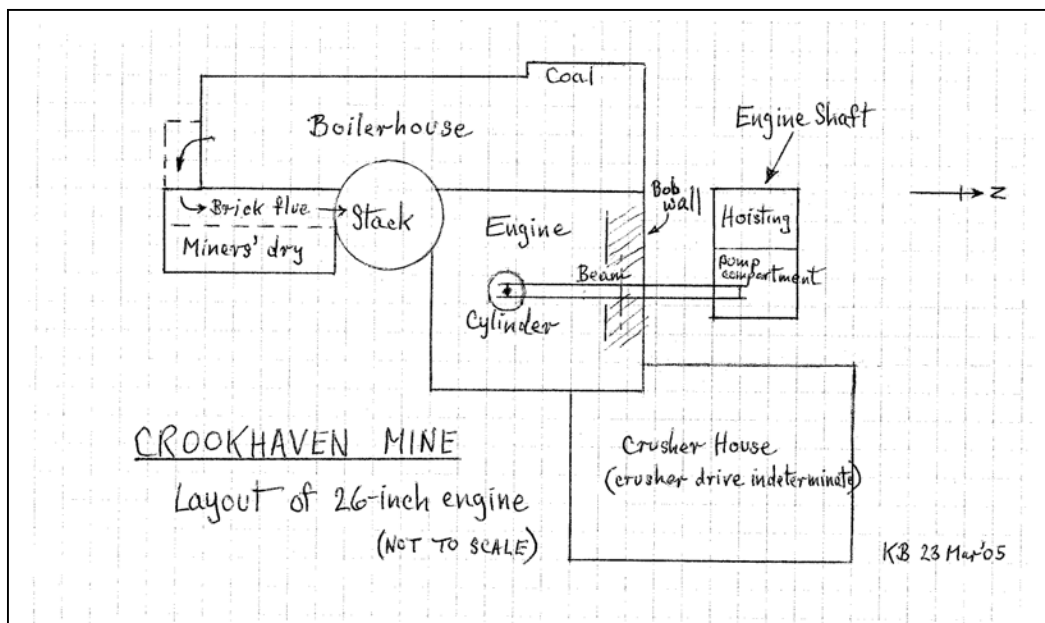 Coal
Boilerhouse
Engine Shaft
Brick flue
Stack
Miners' dry
Engine
Bob
wall
Hoisting
N
Pump
compartment
Beam
Cylinder
CROOKHAVEN MINE
Layout of 26-inch engine
(NOT TO SCALE)
Crusher House
(crusher drive indeterminate)
KB 23 Mar'05